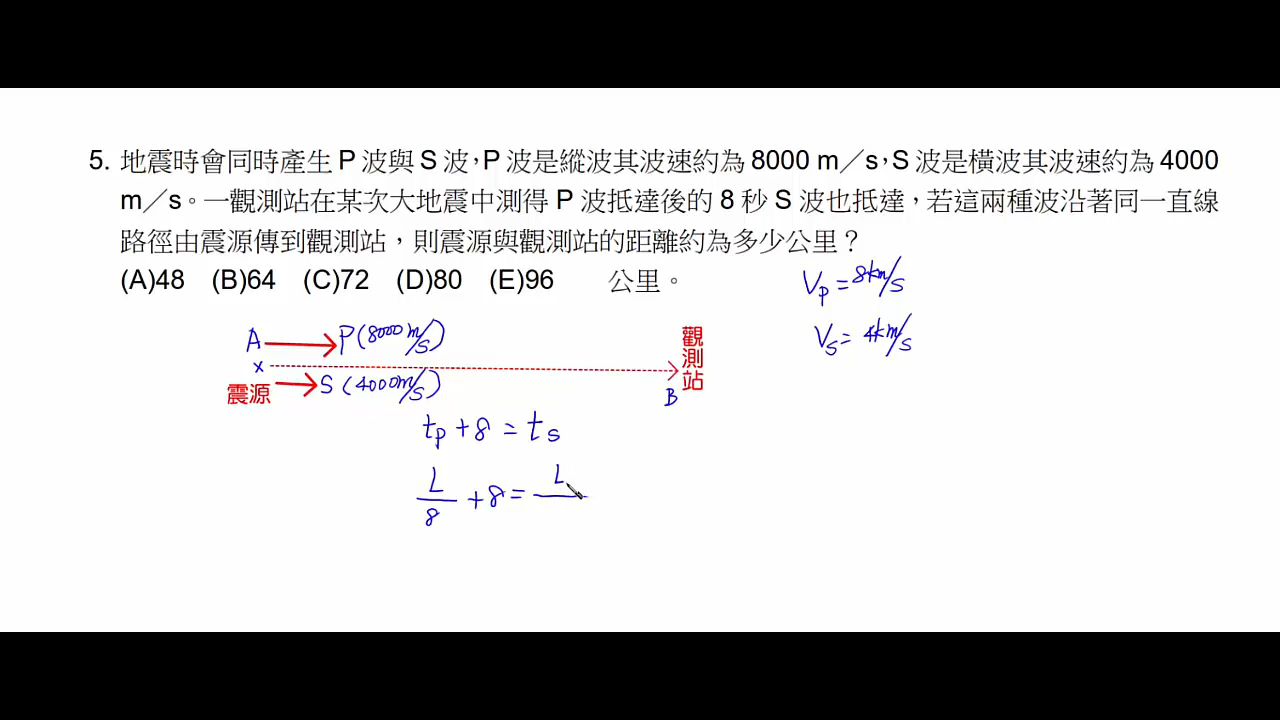 5. 地震時會同時產生 P 波與 S 波，P 波是縱波其波速約為 8000 m／s，S 波是橫波其波速約為 4000
m／s。一觀測站在某次大地震中測得 P 波抵達後的 8 秒 S 波也抵達，若這兩種波沿著同一直線
路徑由震源傳到觀測站，則震源與觀測站的距離約為多少公里？
(A)48 (B)64 (C)72 (D)80 (E)96 公里。
V_P = 8km/s
V_S = 4km/s
A P(8000 m/s)
x
震源 S (4000m/s)
觀測站
B
t_P + 8 = t_S
L/8 + 8 = L